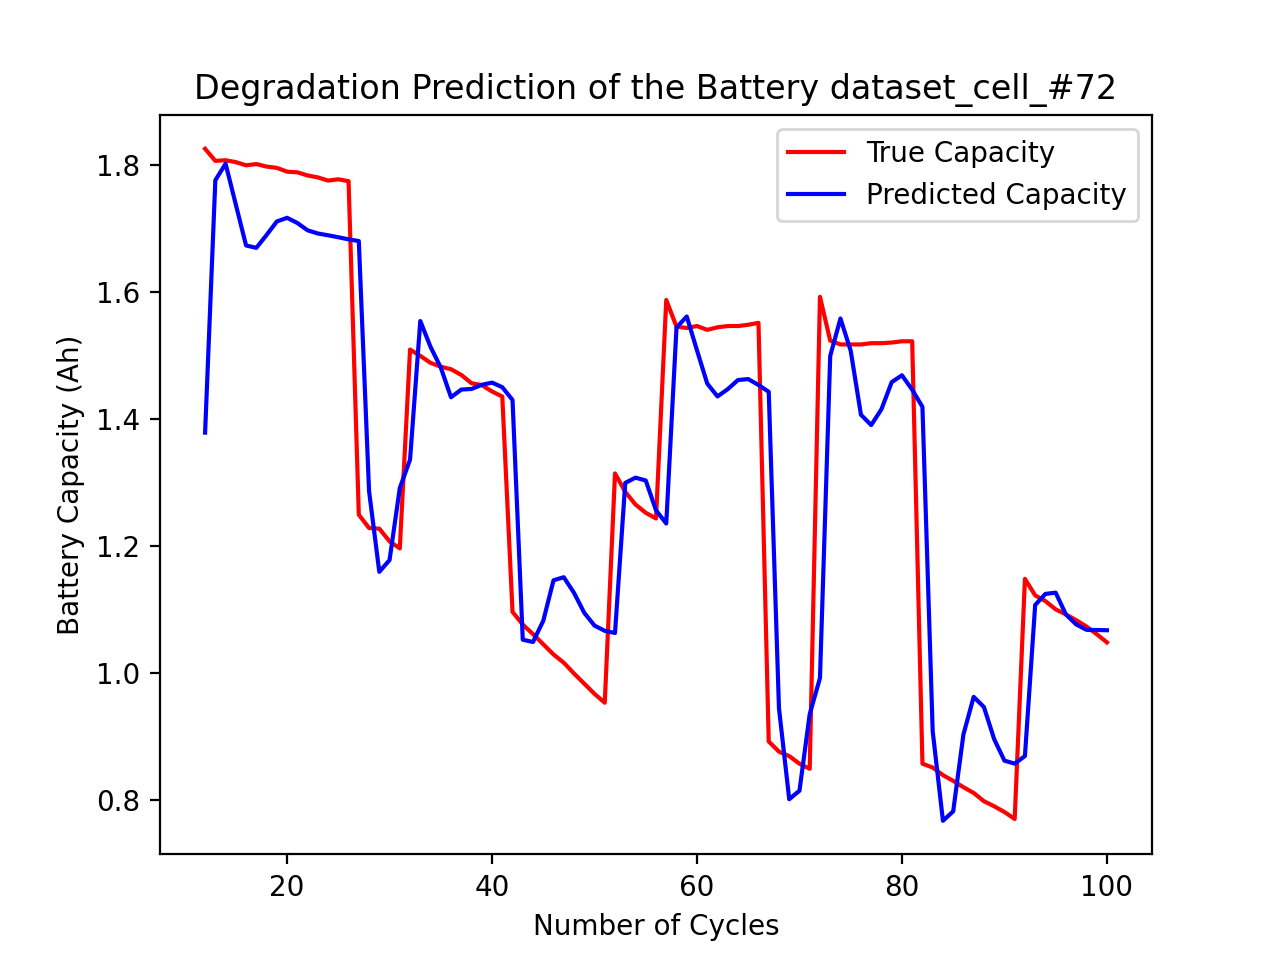 Degradation Prediction of the Battery dataset_cell_#72
True Capacity
Predicted Capacity
Battery Capacity (Ah)
1.8
1.6
1.4
1.2
1.0
0.8
20 40 60 80 100
Number of Cycles